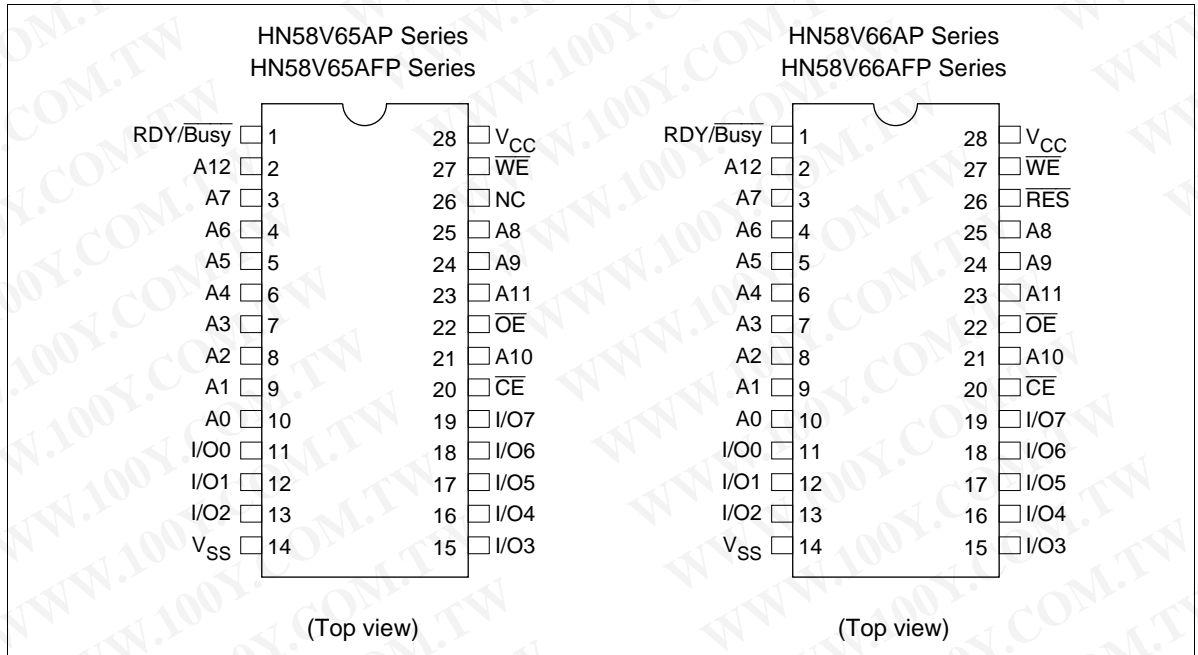 HN58V65AP Series
HN58V65AFP Series
RDY/Busy 1 28 VCC
A12 2 27 WE
A7 3 26 NC
A6 4 25 A8
A5 5 24 A9
A4 6 23 A11
A3 7 22 OE
A2 8 21 A10
A1 9 20 CE
A0 10 19 I/O7
I/O0 11 18 I/O6
I/O1 12 17 I/O5
I/O2 13 16 I/O4
VSS 14 15 I/O3
(Top view)
HN58V66AP Series
HN58V66AFP Series
RDY/Busy 1 28 VCC
A12 2 27 WE
A7 3 26 RES
A6 4 25 A8
A5 5 24 A9
A4 6 23 A11
A3 7 22 OE
A2 8 21 A10
A1 9 20 CE
A0 10 19 I/O7
I/O0 11 18 I/O6
I/O1 12 17 I/O5
I/O2 13 16 I/O4
VSS 14 15 I/O3
(Top view)
WWW.100Y.COM.TW